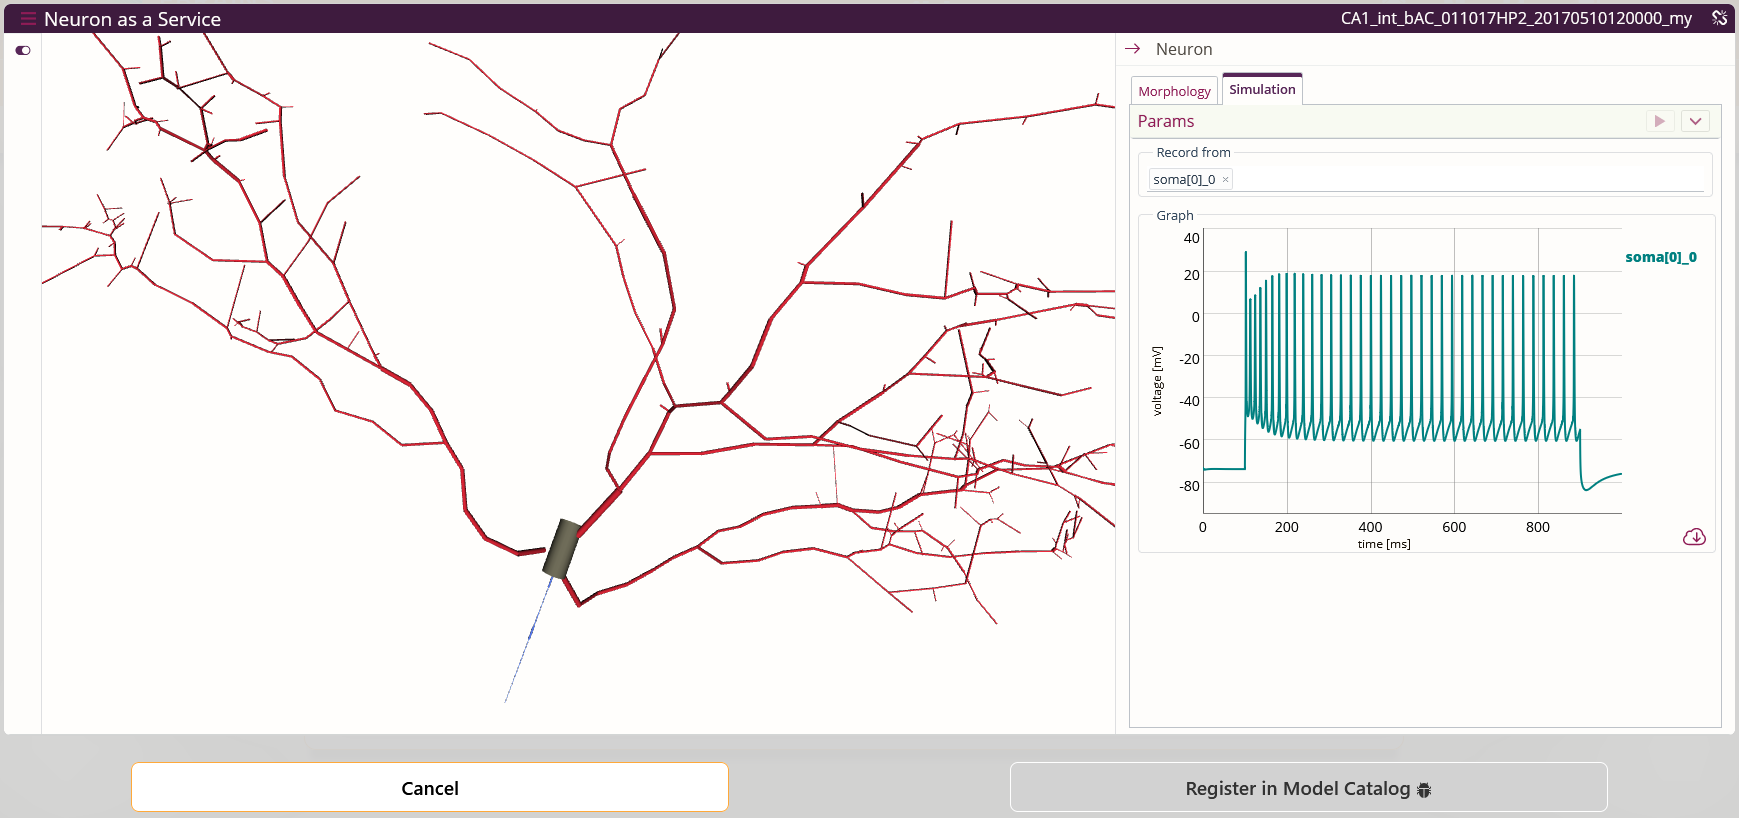 Neuron as a Service
CA1_int_bAC_011017HP2_20170510120000_my
Neuron
Morphology
Simulation
Params
Record from
soma[0]_0 ×
Graph
40
20
0
-20
-40
-60
-80
voltage [mV]
0 200 400 600 800
time [ms]
soma[0]_0
Cancel
Register in Model Catalog